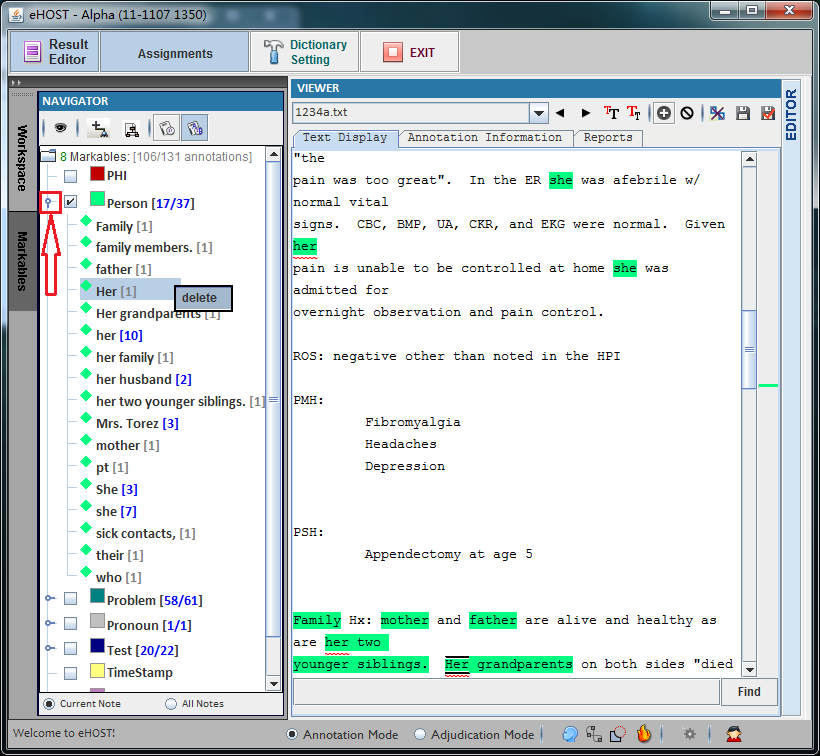 eHOST - Alpha (11-1107 1350)
Result
Editor
Assignments
Dictionary
Setting
EXIT
NAVIGATOR
Workspace
Markables
8 Markables: [106/131 annotations]
PHI
Person [17/37]
Family [1]
family members. [1]
father [1]
Her [1]
delete
Her grandparents [1]
her [10]
her family [1]
her husband [2]
her two younger siblings. [1]
Mrs. Torez [3]
mother [1]
pt [1]
She [3]
she [7]
sick contacts, [1]
their [1]
who [1]
Problem [58/61]
Pronoun [1/1]
Test [20/22]
TimeStamp
Current Note
All Notes
VIEWER
EDITOR
1234a.txt
Text Display
Annotation Information
Reports
"the
pain was too great". In the ER she was afebrile w/
normal vital
signs. CBC, BMP, UA, CKR, and EKG were normal. Given
her
pain is unable to be controlled at home she was
admitted for
overnight observation and pain control.
ROS: negative other than noted in the HPI
PMH:
Fibromyalgia
Headaches
Depression
PSH:
Appendectomy at age 5
Family Hx: mother and father are alive and healthy as
are her two
younger siblings. Her grandparents on both sides "died
Find
Welcome to eHOST!
Annotation Mode
Adjudication Mode